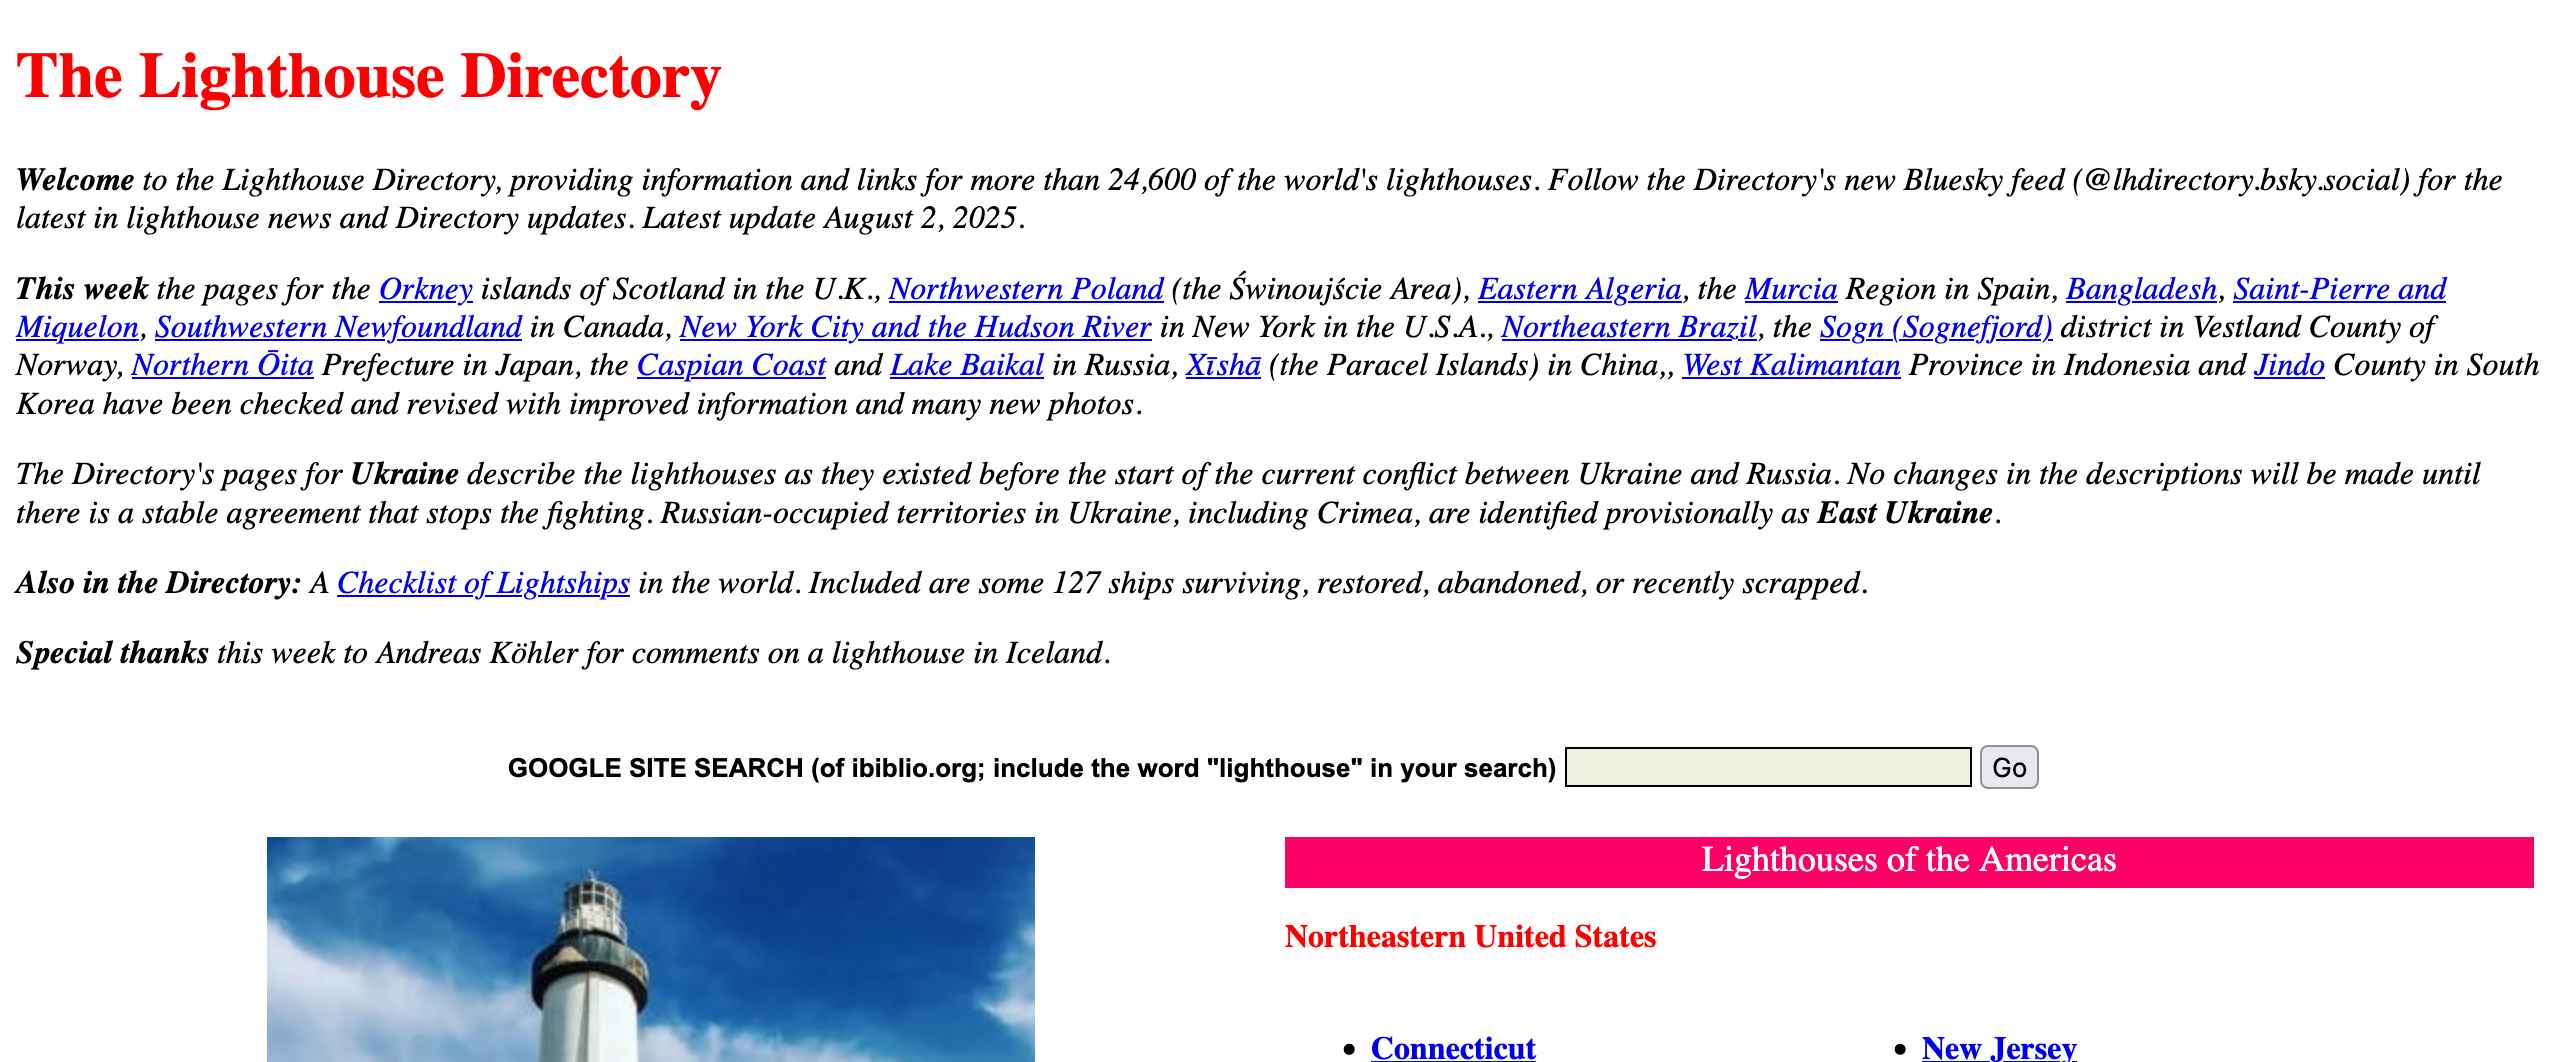 The Lighthouse Directory
Welcome to the Lighthouse Directory, providing information and links for more than 24,600 of the world's lighthouses. Follow the Directory's new Bluesky feed (@lhdirectory.bsky.social) for the
latest in lighthouse news and Directory updates. Latest update August 2, 2025.
This week the pages for the Orkney islands of Scotland in the U.K., Northwestern Poland (the Świnoujście Area), Eastern Algeria, the Murcia Region in Spain, Bangladesh, Saint-Pierre and
Miquelon, Southwestern Newfoundland in Canada, New York City and the Hudson River in New York in the U.S.A., Northeastern Brazil, the Sogn (Sognefjord) district in Vestland County of
Norway, Northern Ōita Prefecture in Japan, the Caspian Coast and Lake Baikal in Russia, Xīshā (the Paracel Islands) in China,, West Kalimantan Province in Indonesia and Jindo County in South
Korea have been checked and revised with improved information and many new photos.
The Directory's pages for Ukraine describe the lighthouses as they existed before the start of the current conflict between Ukraine and Russia. No changes in the descriptions will be made until
there is a stable agreement that stops the fighting. Russian-occupied territories in Ukraine, including Crimea, are identified provisionally as East Ukraine.
Also in the Directory: A Checklist of Lightships in the world. Included are some 127 ships surviving, restored, abandoned, or recently scrapped.
Special thanks this week to Andreas Köhler for comments on a lighthouse in Iceland.
GOOGLE SITE SEARCH (of ibiblio.org; include the word "lighthouse" in your search) Go
Lighthouses of the Americas
Northeastern United States
• Connecticut
• New Jersey